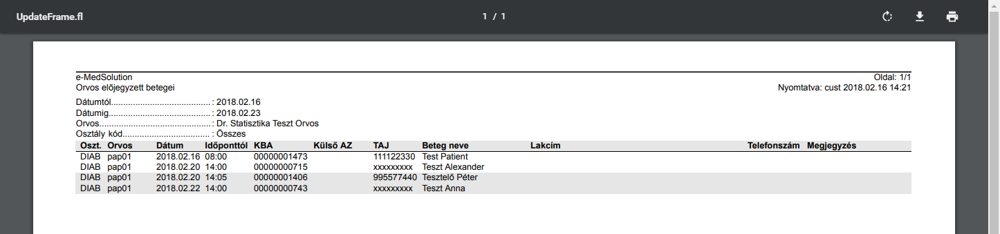 UpdateFrame.fl 1 / 1
e-MedSolution Oldal: 1/1
Orvos előjegyzett betegei Nyomtatva: cust 2018.02.16 14:21
Dátumtól........................................ : 2018.02.16
Dátumig.......................................... : 2018.02.23
Orvos............................................. : Dr. Statisztika Teszt Orvos
Osztály kód................................... : Összes
Oszt. Orvos Dátum Időponttól KBA Külső AZ TAJ Beteg neve Lakcím Telefonszám Megjegyzés
DIAB pap01 2018.02.16 08:00 00000001473 111122330 Test Patient
DIAB pap01 2018.02.20 14:00 00000000715 xxxxxxxxx Teszt Alexander
DIAB pap01 2018.02.20 14:05 00000001406 995577440 Tesztelő Péter
DIAB pap01 2018.02.22 14:00 00000000743 xxxxxxxxx Teszt Anna